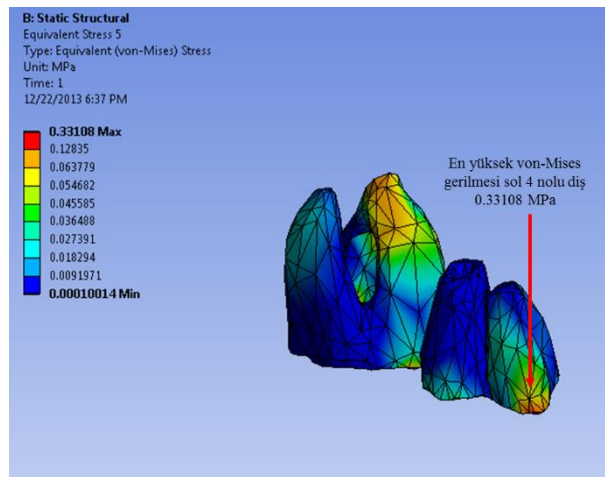 B: Static Structural
Equivalent Stress 5
Type: Equivalent (von-Mises) Stress
Unit: MPa
Time: 1
12/22/2013 6:37 PM
0.33108 Max
0.12835
0.063779
0.054682
0.045585
0.036488
0.027391
0.018294
0.0091971
0.00010014 Min
En yüksek von-Mises
gerilmesi sol 4 nolu diş
0.33108 MPa